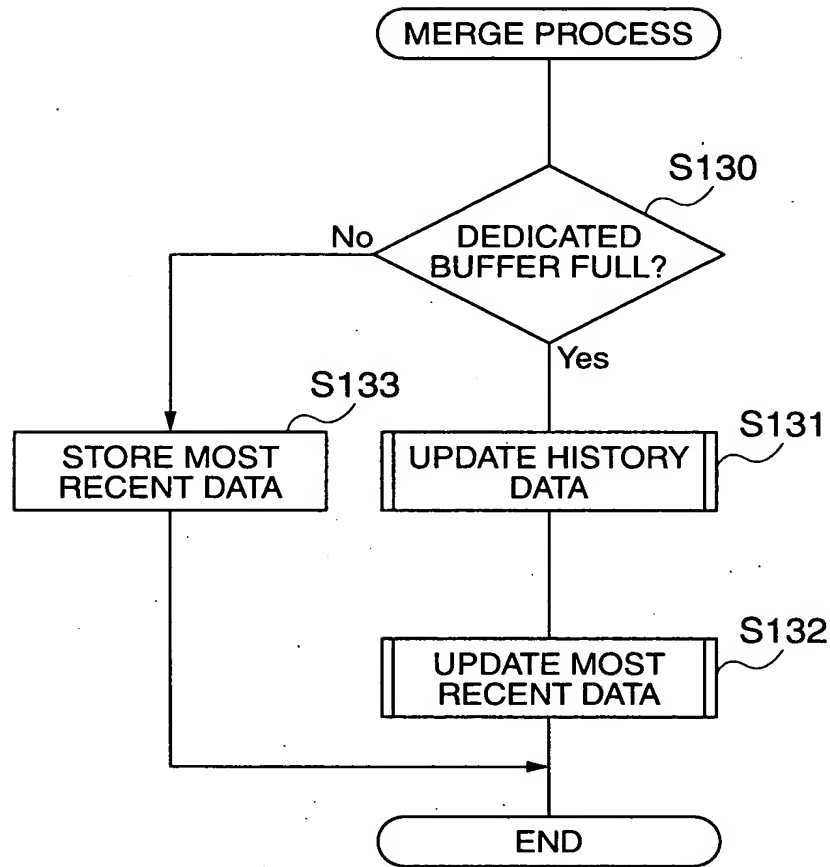 MERGE PROCESS
S130
DEDICATED
BUFFER FULL?
No
Yes
S133
STORE MOST
RECENT DATA
S131
UPDATE HISTORY
DATA
S132
UPDATE MOST
RECENT DATA
END